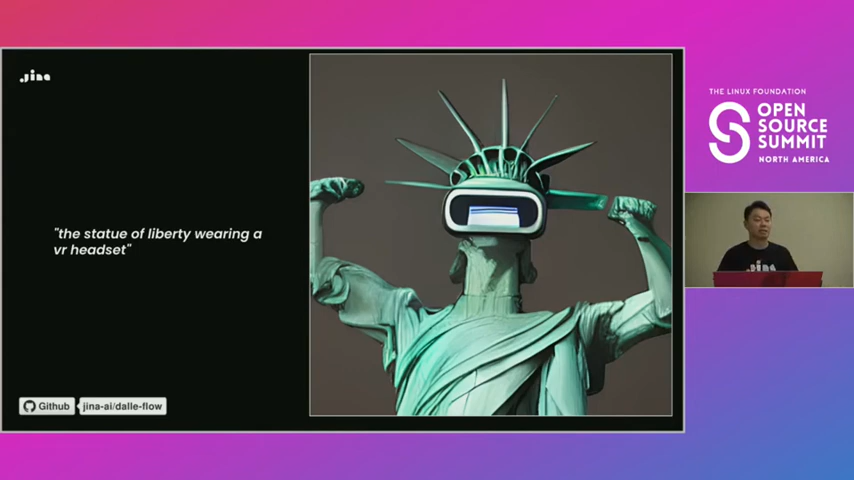 Jina
"the statue of liberty wearing a
vr headset"
Github
jina-ai/dalle-flow
THE LINUX FOUNDATION
OPEN
SOURCE
SUMMIT
NORTH AMERICA
Jina